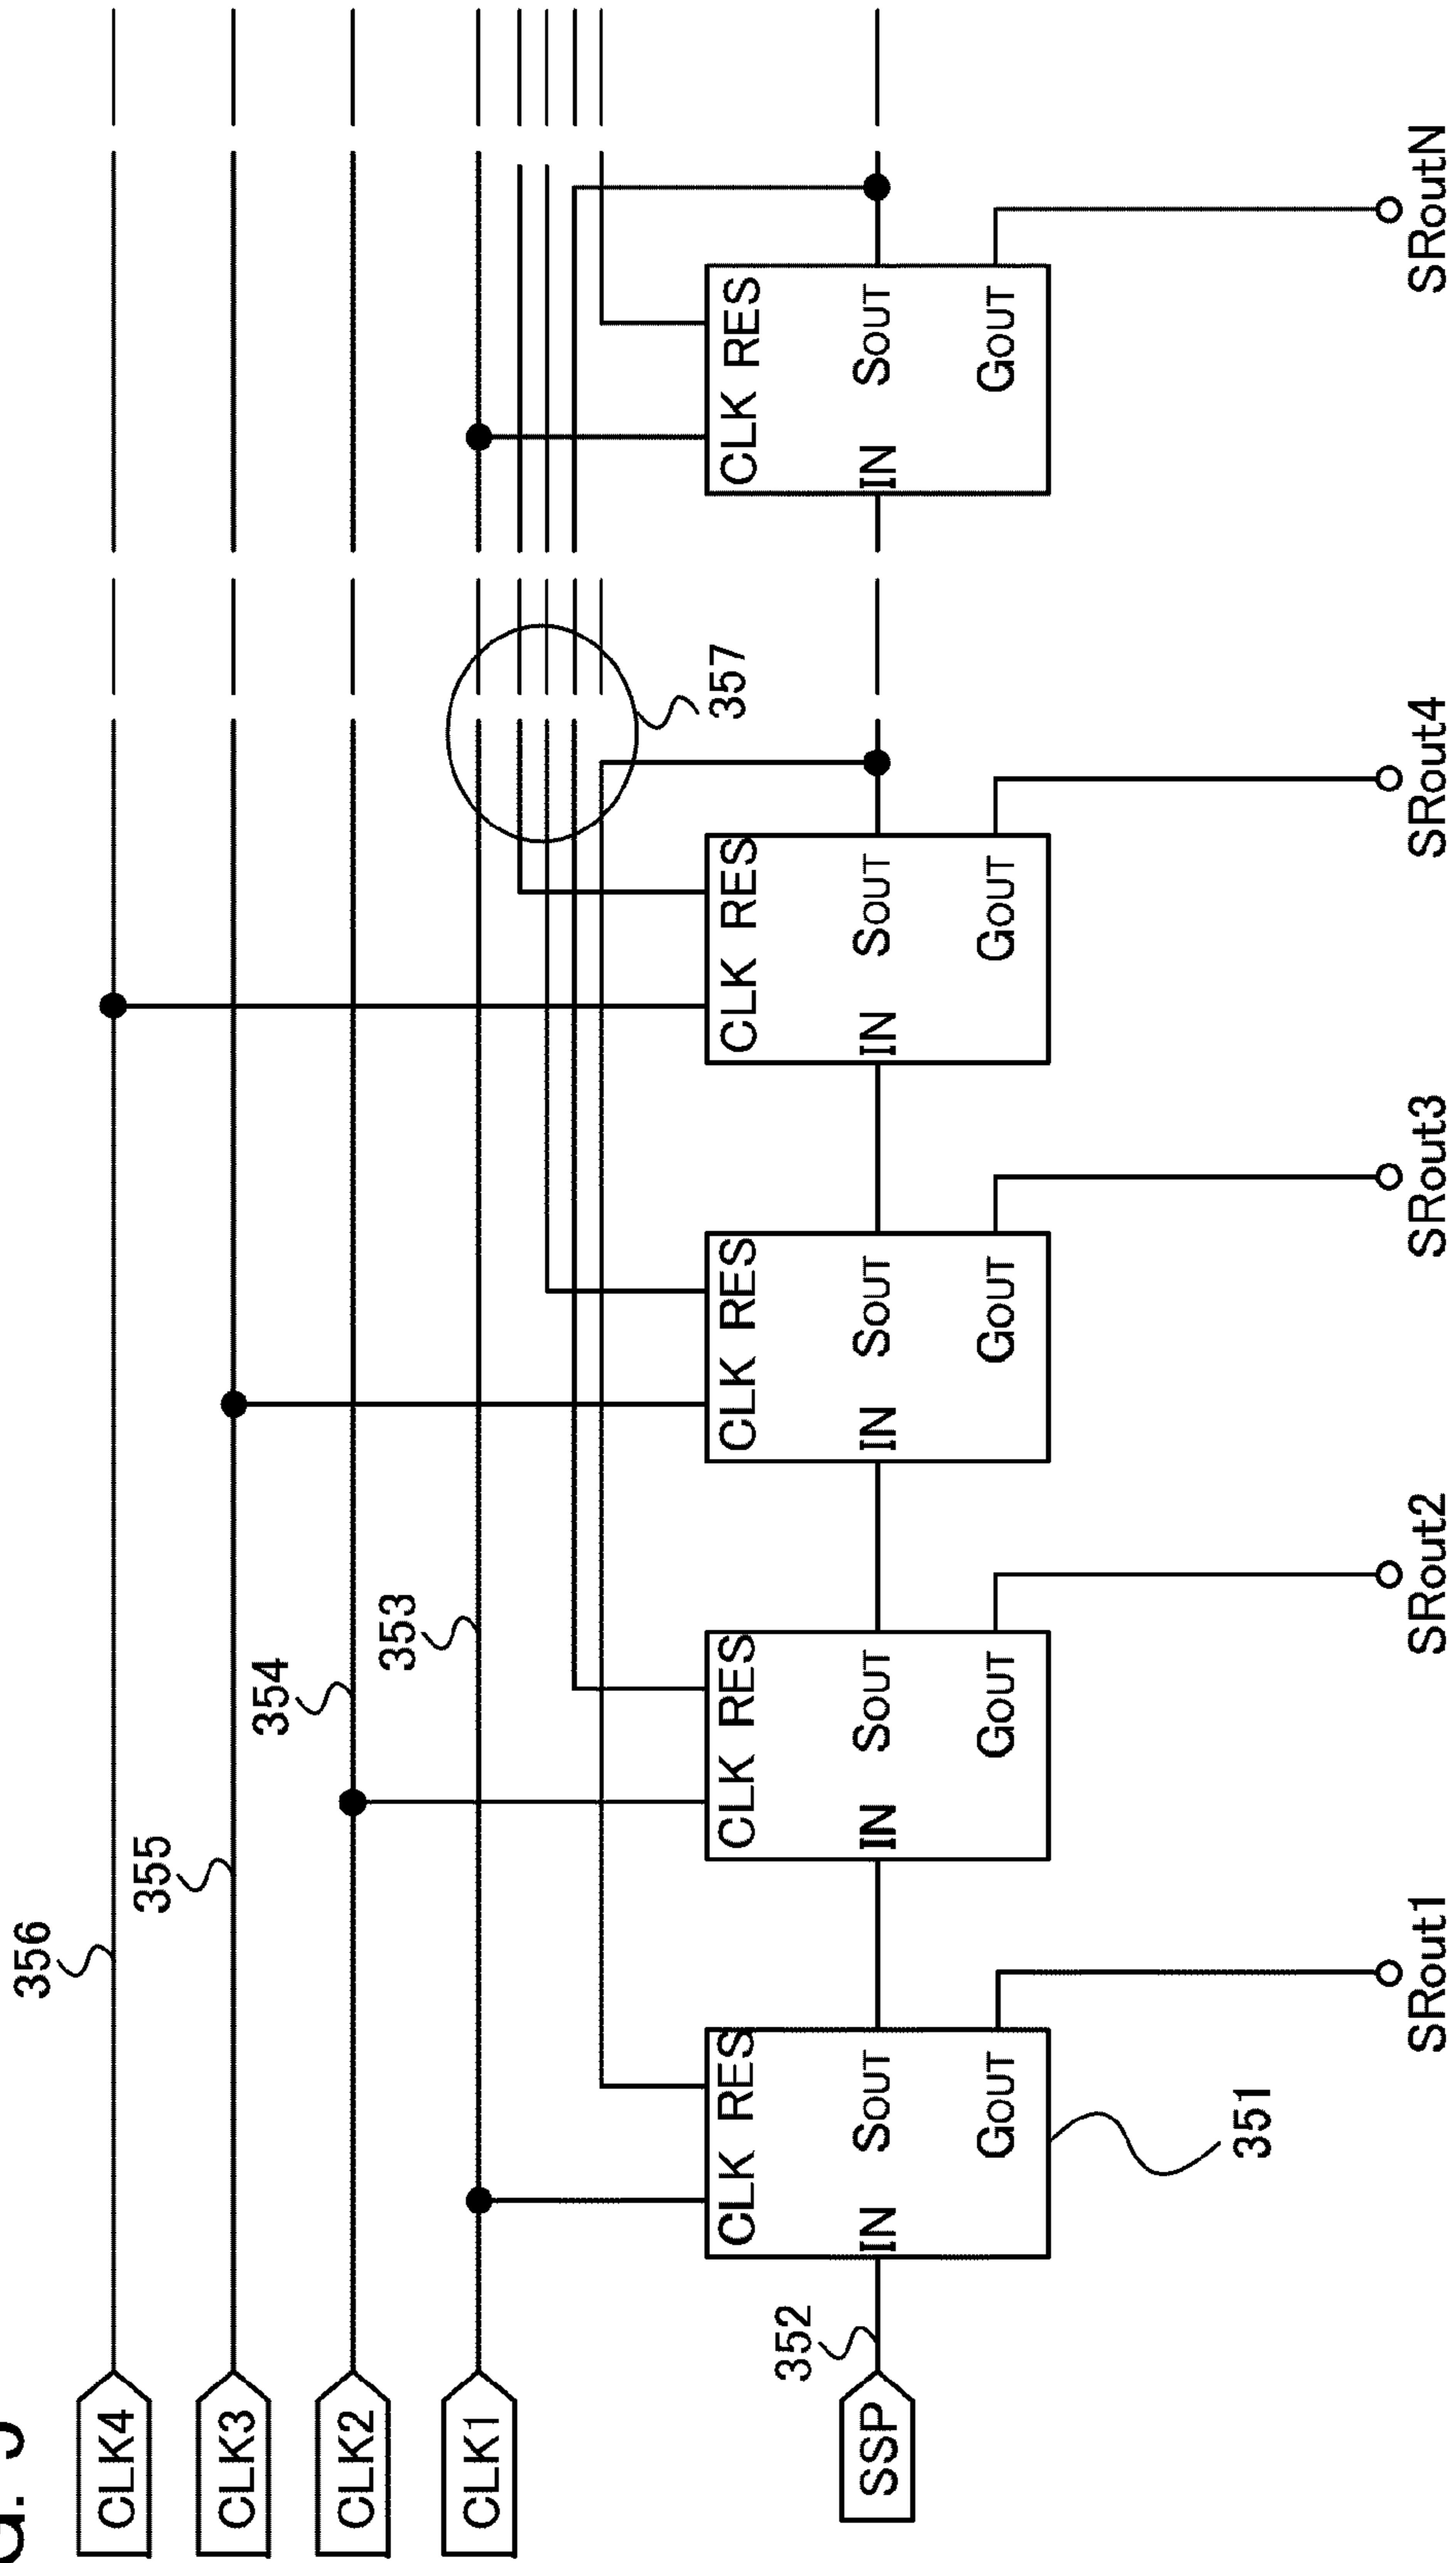 356
CLK4
355
CLK3
354
CLK2
353
CLK1
357
352
SSP
CLK RES
IN SOUT
GOUT
351
SRout1
CLK RES
IN SOUT
GOUT
SRout2
CLK RES
IN SOUT
GOUT
SRout3
CLK RES
IN SOUT
GOUT
SRout4
CLK RES
IN SOUT
GOUT
SRoutN